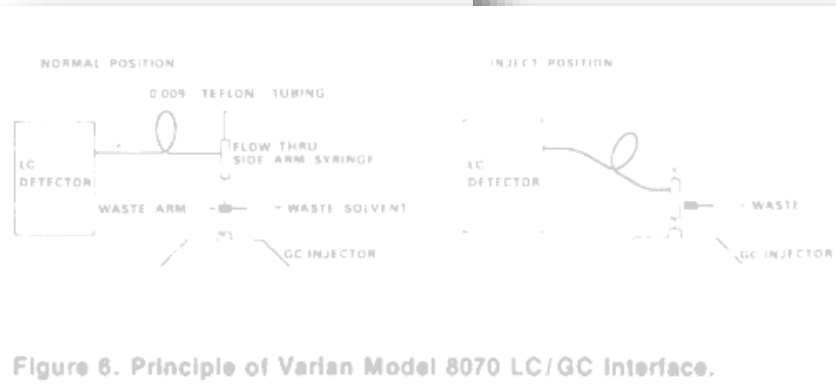 NORMAL POSITION
0.009 TEFLON TUBING
FLOW THRU
SIDE ARM SYRINGE
LC
DETECTOR
WASTE ARM
WASTE SOLVENT
GC INJECTOR
INJECT POSITION
LC
DETECTOR
WASTE
GC INJECTOR
Figure 6. Principle of Varian Model 8070 LC/GC Interface.